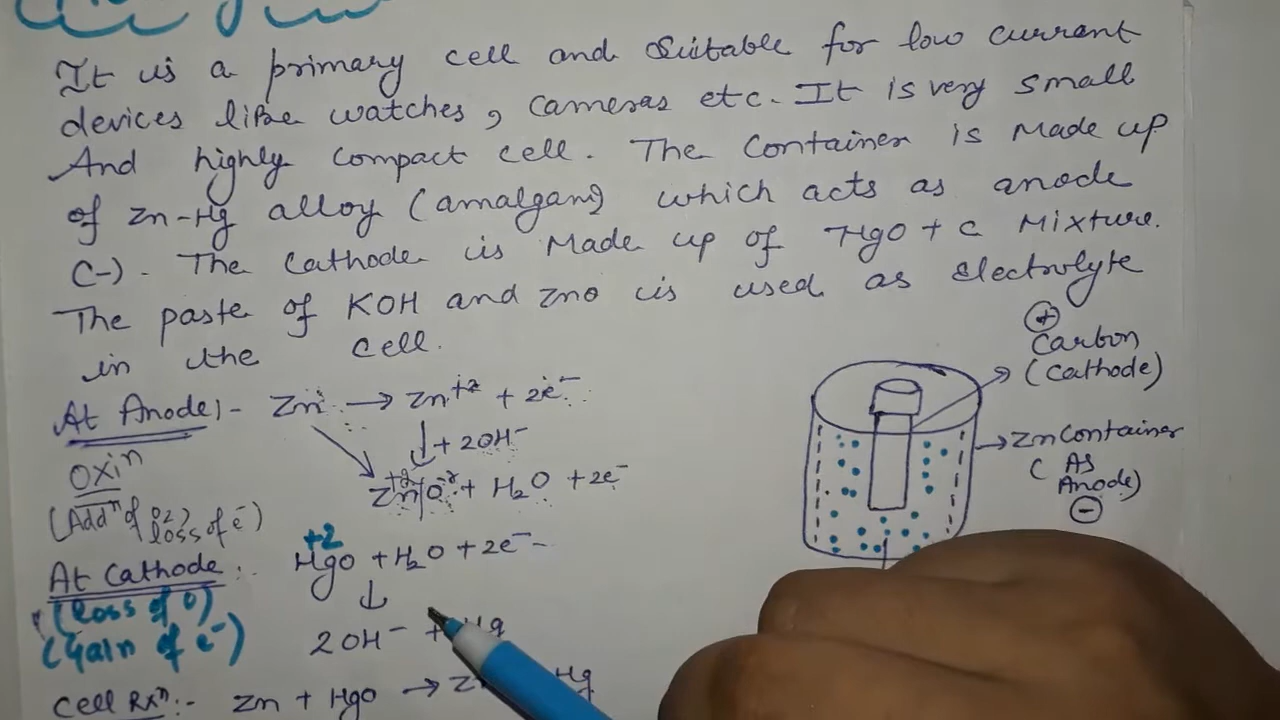 It is a primary cell and Suitable for low current
devices like watches, cameras etc. It is very small
And highly compact cell. The Container is Made up
of Zn-Hg alloy (amalgam) which acts as anode
(-). The Cathode is Made up of HgO + C Mixture.
The paste of KOH and ZnO is used as Electrolyte
in the cell.
At Anode:- Zn → Zn+2 + 2e-
↓ + 2OH-
+2 -2
ZnO + H2O + 2e-
Oxin
(Addn of O2)
loss of e-)
+2
At Cathode:- HgO + H2O + 2e-
↓
(loss of O)
2OH- + Hg
(Gain of e-)
Cell Rxn:- Zn + HgO → Hg
+
Carbon
(Cathode)
Zn Container
(As
Anode)
-